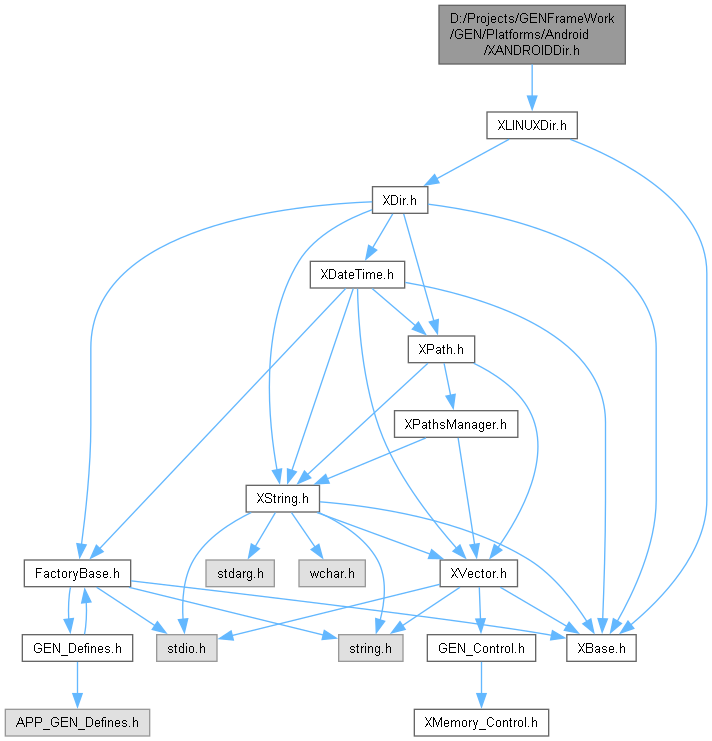 D:/Projects/GENFrameWork
/GEN/Platforms/Android
/XANDROIDDir.h
XLINUXDir.h
XDir.h
XDateTime.h
XPath.h
XPathsManager.h
XString.h
FactoryBase.h
stdarg.h
wchar.h
XVector.h
GEN_Defines.h
stdio.h
string.h
GEN_Control.h
XBase.h
APP_GEN_Defines.h
XMemory_Control.h